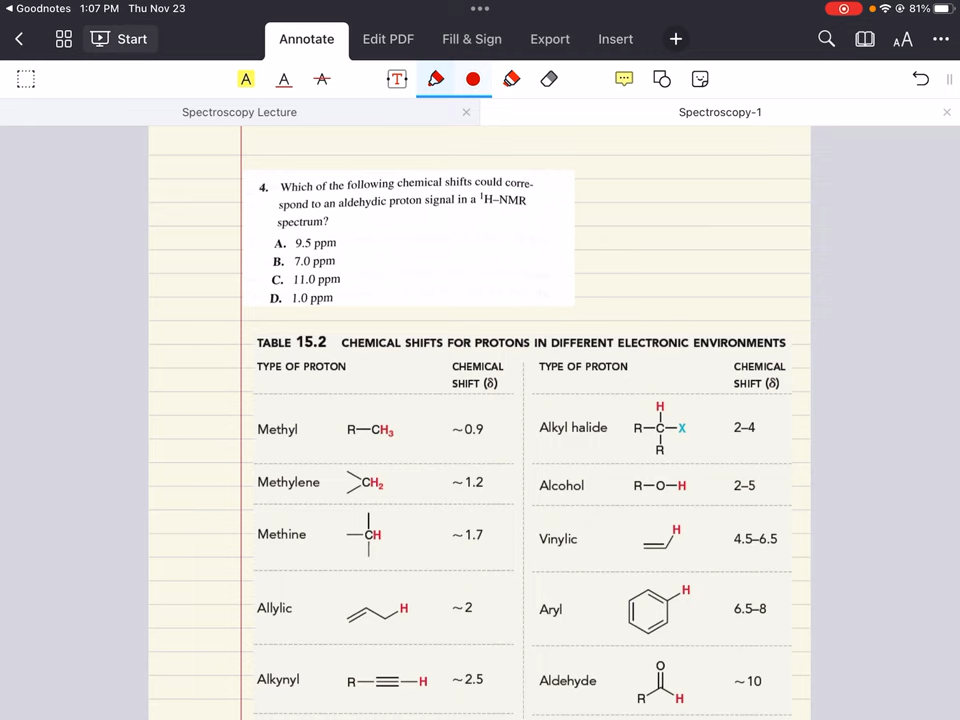 Goodnotes 1:07 PM Thu Nov 23 81%
Start Annotate Edit PDF Fill & Sign Export Insert + AA
A A A T
Spectroscopy Lecture Spectroscopy-1
4. Which of the following chemical shifts could corre-
spond to an aldehydic proton signal in a ¹H–NMR
spectrum?
A. 9.5 ppm
B. 7.0 ppm
C. 11.0 ppm
D. 1.0 ppm
TABLE 15.2 CHEMICAL SHIFTS FOR PROTONS IN DIFFERENT ELECTRONIC ENVIRONMENTS
TYPE OF PROTON CHEMICAL SHIFT (δ) TYPE OF PROTON CHEMICAL SHIFT (δ)
Methyl R—CH₃ ~0.9 Alkyl halide H R—C—X R 2–4
Methylene CH₂ ~1.2 Alcohol R—O—H 2–5
Methine CH ~1.7 Vinylic H 4.5–6.5
Allylic H ~2 Aryl H 6.5–8
Alkynyl R—≡—H ~2.5 Aldehyde O R H ~10